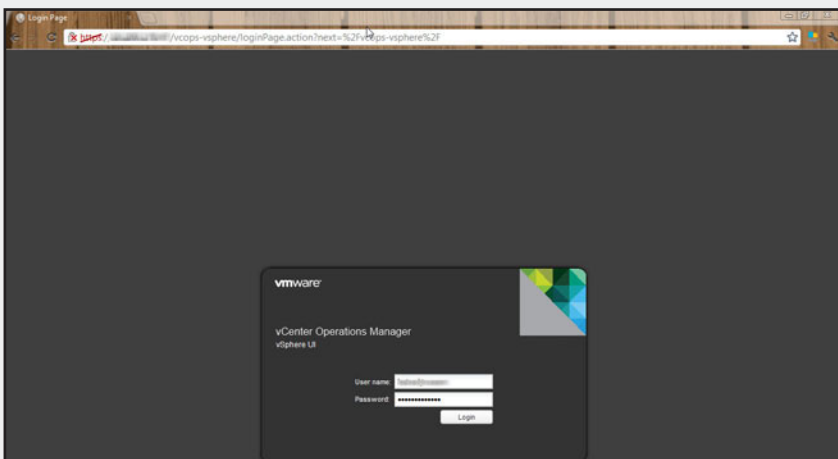 Login Page
https:/ /vcops-vsphere/loginPage.action?next=%2Fvcops-vsphere%2F
vmware
vCenter Operations Manager
vSphere UI
User name:
Password:
Login